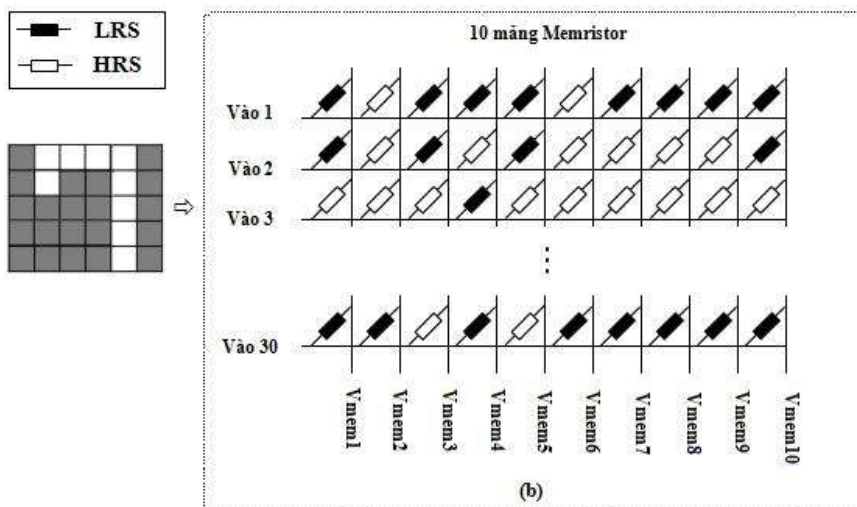 LRS
HRS
10 mảng Memristor
Vào 1
Vào 2
Vào 3
Vào 30
Vmem1
Vmem2
Vmem3
Vmem4
Vmem5
Vmem6
Vmem7
Vmem8
Vmem9
Vmem10
(b)